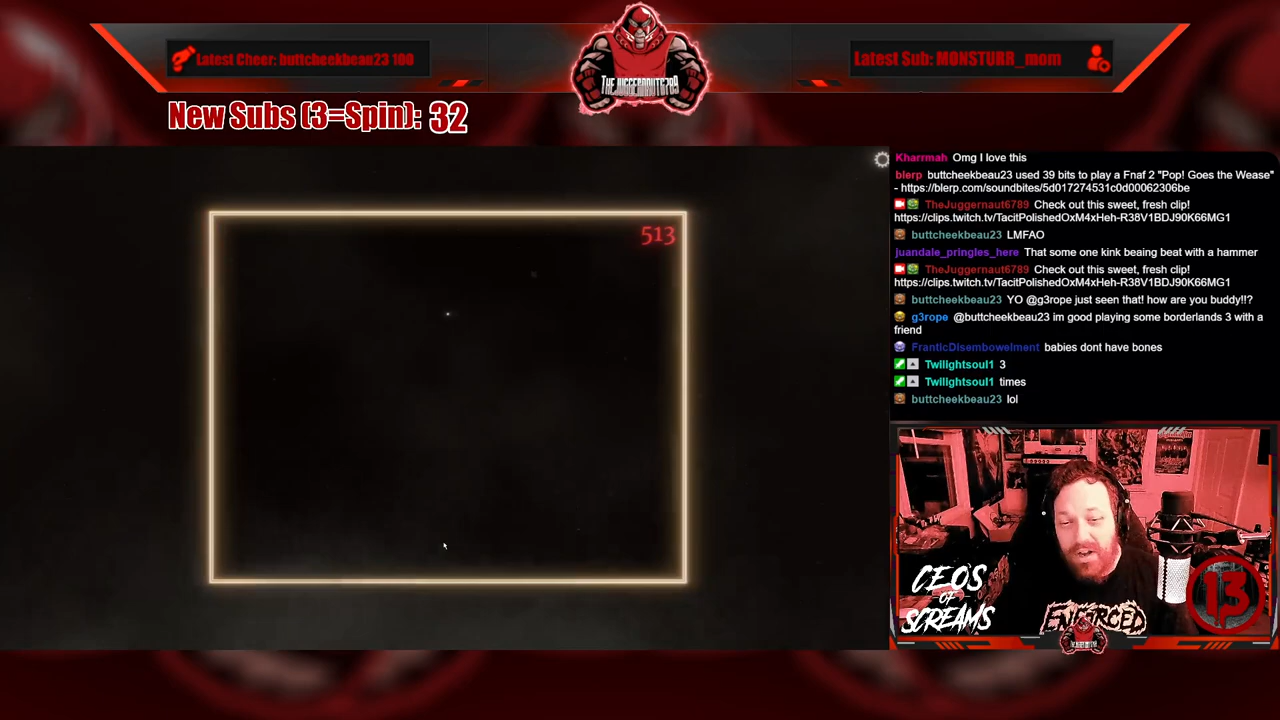 Latest Cheer: buttcheekbeau23 100
THEJUGGERNAUT6789
Latest Sub: MONSTURR_mom
New Subs (3=Spin): 32
513
Kharrmah Omg I love this
blerp buttcheekbeau23 used 39 bits to play a Fnaf 2 "Pop! Goes the Wease"
- https://blerp.com/soundbites/5d017274531c0d00062306be
TheJuggernaut6789 Check out this sweet, fresh clip!
https://clips.twitch.tv/TacitPolishedOxM4xHeh-R38V1BDJ90K66MG1
buttcheekbeau23 LMFAO
juandale_pringles_here That some one kink beaing beat with a hammer
TheJuggernaut6789 Check out this sweet, fresh clip!
https://clips.twitch.tv/TacitPolishedOxM4xHeh-R38V1BDJ90K66MG1
buttcheekbeau23 YO @g3rope just seen that! how are you buddy!!?
g3rope @buttcheekbeau23 im good playing some borderlands 3 with a
friend
FranticDisembowelment babies dont have bones
Twilightsoul1 3
Twilightsoul1 times
buttcheekbeau23 lol
CEOS
OF
SCREAMS
ENFORCED
13